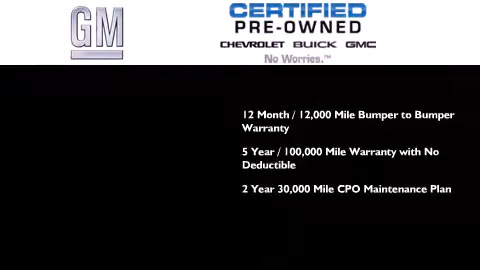 GM
CERTIFIED
PRE-OWNED
CHEVROLET BUICK GMC
No Worries.™
12 Month / 12,000 Mile Bumper to Bumper
Warranty
5 Year / 100,000 Mile Warranty with No
Deductible
2 Year 30,000 Mile CPO Maintenance Plan